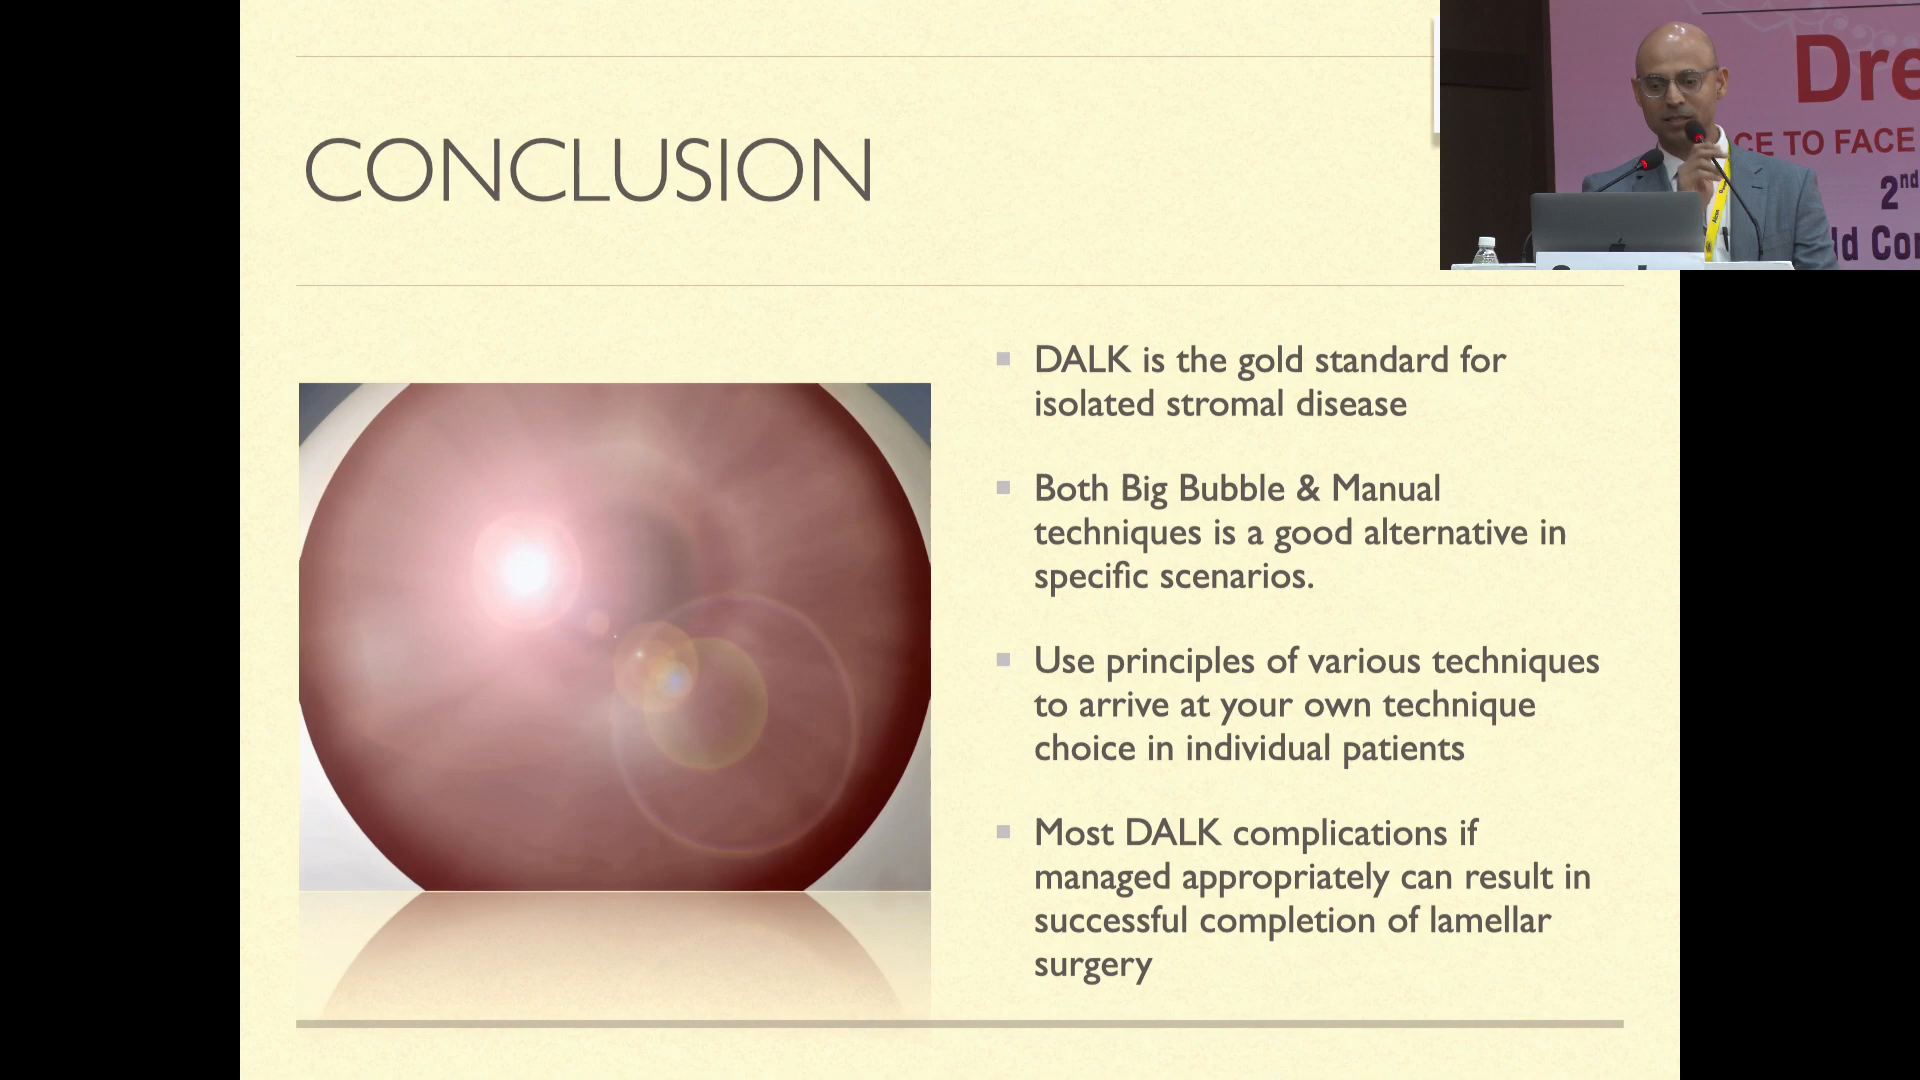 CONCLUSION
DALK is the gold standard for
isolated stromal disease
Both Big Bubble & Manual
techniques is a good alternative in
specific scenarios.
Use principles of various techniques
to arrive at your own technique
choice in individual patients
Most DALK complications if
managed appropriately can result in
successful completion of lamellar
surgery
Dre
CE TO FACE
2nd
ld Con